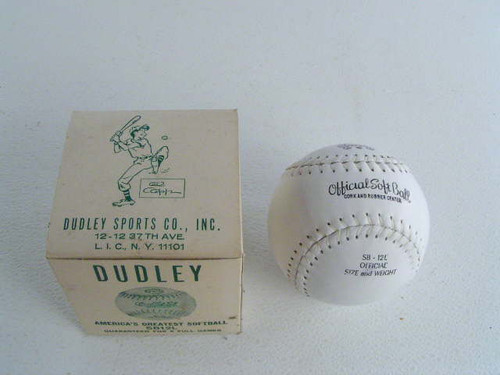 DUDLEY SPORTS CO., INC.
12-12 37TH AVE.
L. I. C., N. Y. 11101
DUDLEY
AMERICA'S GREATEST SOFTBALL
SB12L
Official Soft Ball
CORK AND RUBBER CENTER
SB - 12L
OFFICIAL
SIZE and WEIGHT